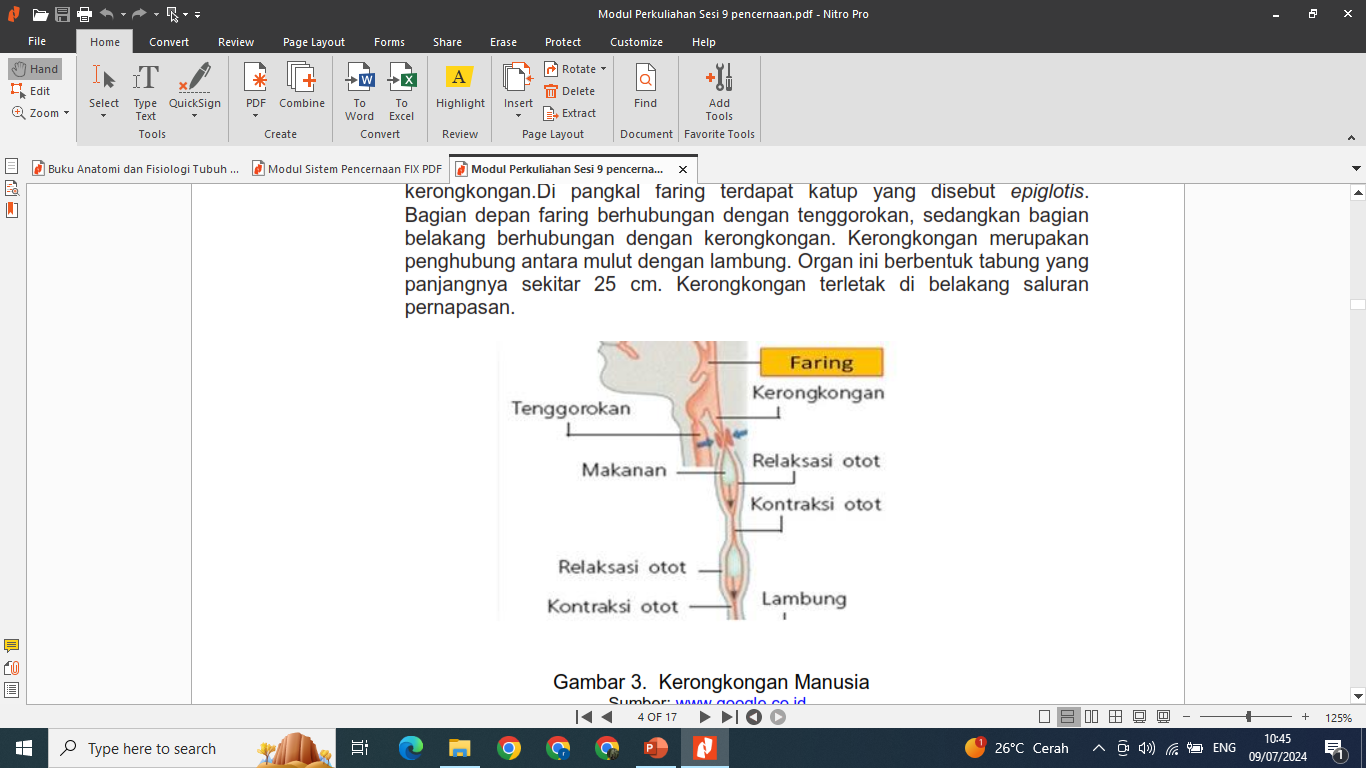 Modul Perkuliahan Sesi 9 pencernaan.pdf - Nitro Pro
File Home Convert Review Page Layout Forms Share Erase Protect Customize Help
Hand
Edit
Zoom
Select
Type Text
QuickSign
Tools
PDF
Combine
Create
To Word
To Excel
Convert
Highlight
Review
Insert
Rotate
Delete
Extract
Page Layout
Find
Document
Add Tools
Favorite Tools
Buku Anatomi dan Fisiologi Tubuh ...
Modul Sistem Pencernaan FIX PDF
Modul Perkuliahan Sesi 9 pencerna...
kerongkongan.Di pangkal faring terdapat katup yang disebut epiglotis.
Bagian depan faring berhubungan dengan tenggorokan, sedangkan bagian
belakang berhubungan dengan kerongkongan. Kerongkongan merupakan
penghubung antara mulut dengan lambung. Organ ini berbentuk tabung yang
panjangnya sekitar 25 cm. Kerongkongan terletak di belakang saluran
pernapasan.
Faring
Kerongkongan
Tenggorokan
Makanan
Relaksasi otot
Kontraksi otot
Relaksasi otot
Kontraksi otot
Lambung
Gambar 3. Kerongkongan Manusia
Sumber: www.google.co.id
4 OF 17
125%
Type here to search
1
26°C Cerah
ENG
10:45
09/07/2024
1